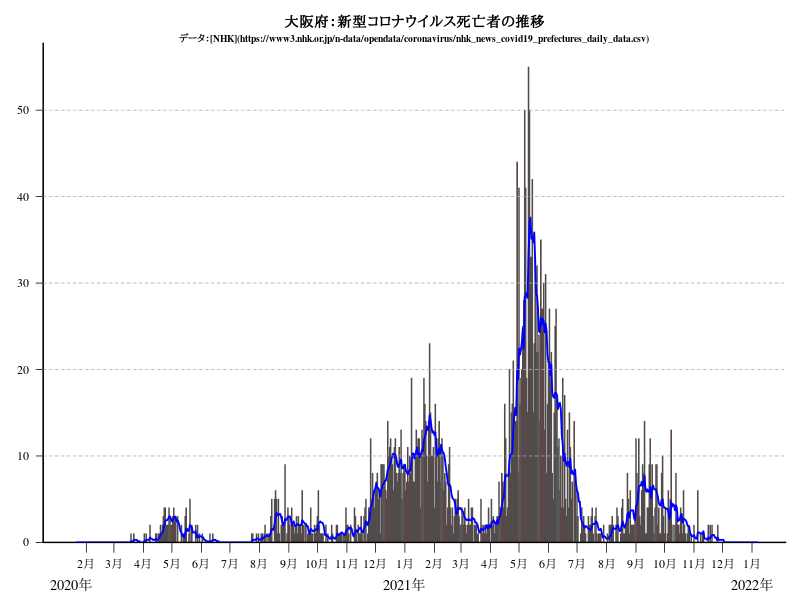 大阪府：新型コロナウイルス死亡者の推移
データ：[NHK](https://www3.nhk.or.jp/n-data/opendata/coronavirus/nhk_news_covid19_prefectures_daily_data.csv)
50
40
30
20
10
0
2月 3月 4月 5月 6月 7月 8月 9月 10月 11月 12月 1月 2月 3月 4月 5月 6月 7月 8月 9月 10月 11月 12月 1月
2020年 2021年 2022年